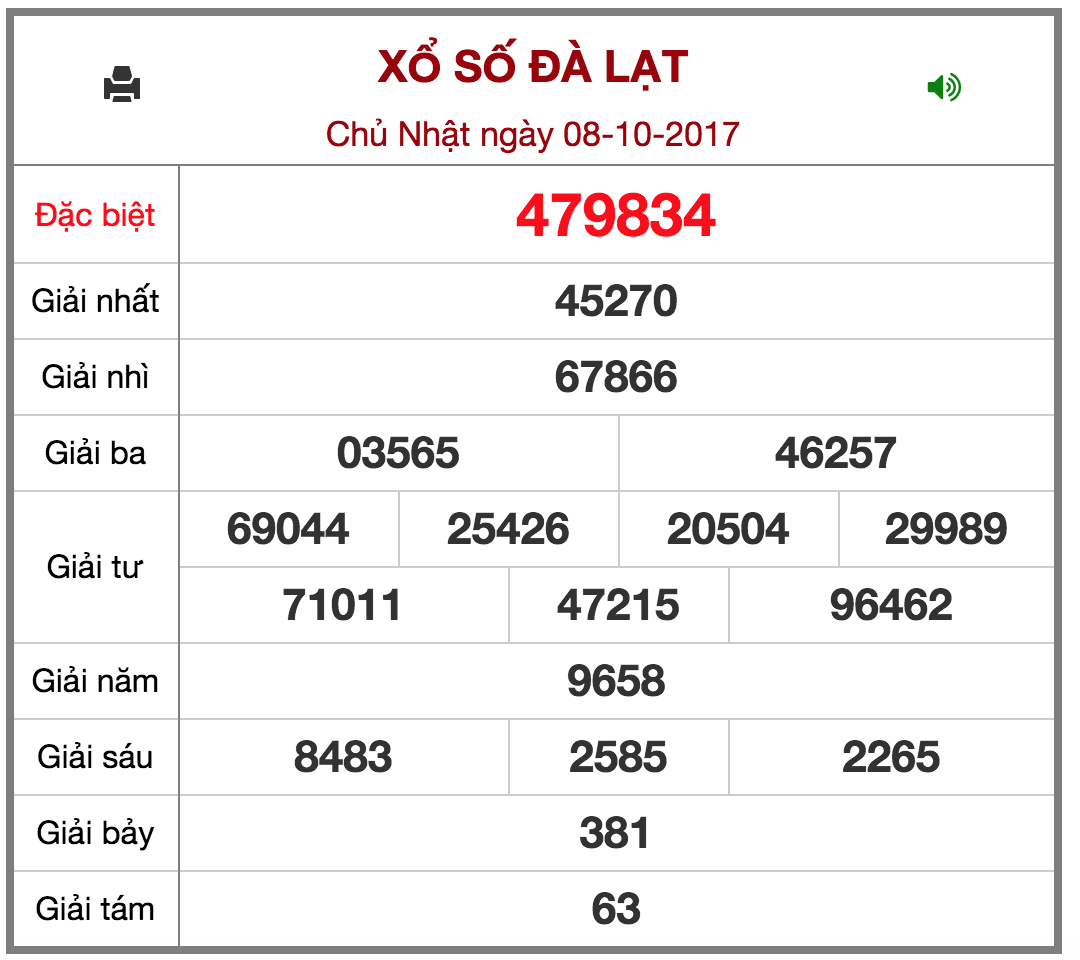 XỔ SỐ ĐÀ LẠT
Chủ Nhật ngày 08-10-2017
Đặc biệt 479834
Giải nhất 45270
Giải nhì 67866
Giải ba 03565 46257
Giải tư 69044 25426 20504 29989
71011 47215 96462
Giải năm 9658
Giải sáu 8483 2585 2265
Giải bảy 381
Giải tám 63